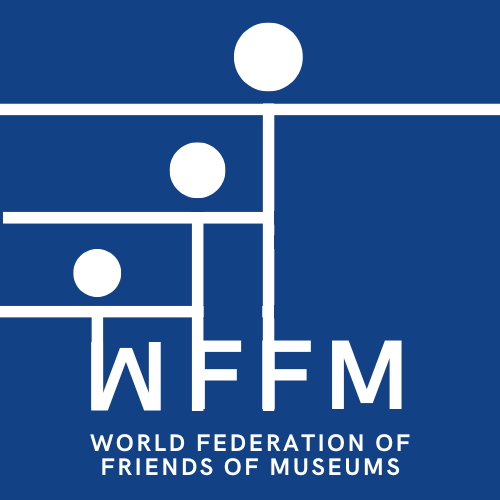 WFFM
WORLD FEDERATION OF
FRIENDS OF MUSEUMS